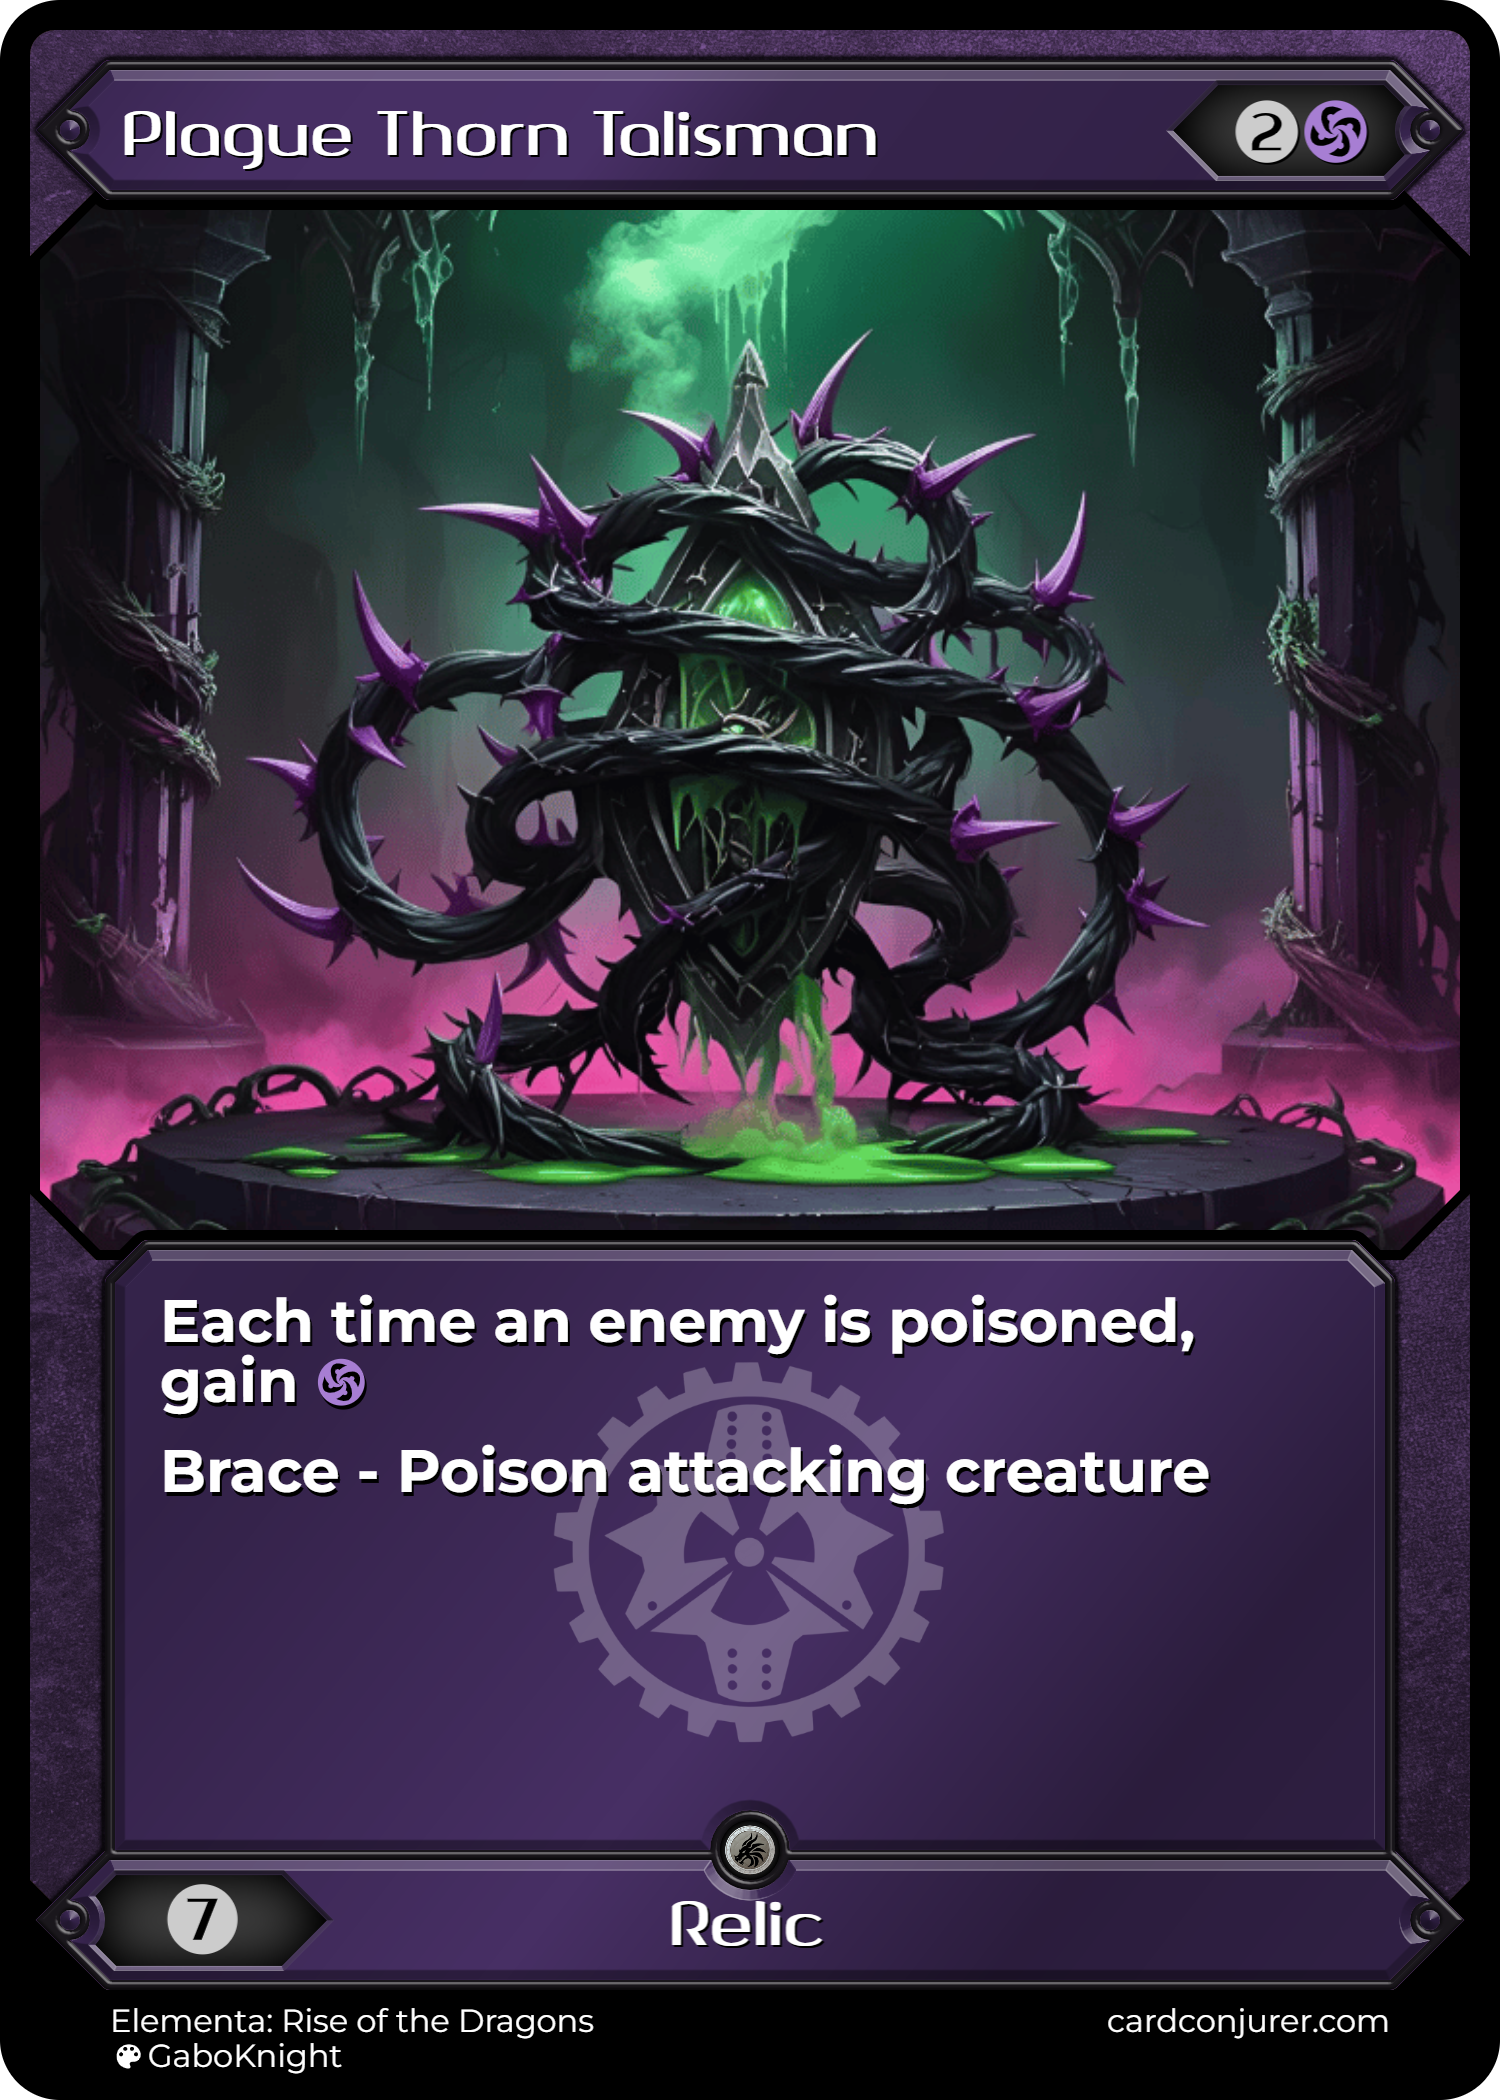 Plague Thorn Talisman
2
Each time an enemy is poisoned,
gain
Brace - Poison attacking creature
7
Relic
Elementa: Rise of the Dragons
cardconjurer.com
GaboKnight